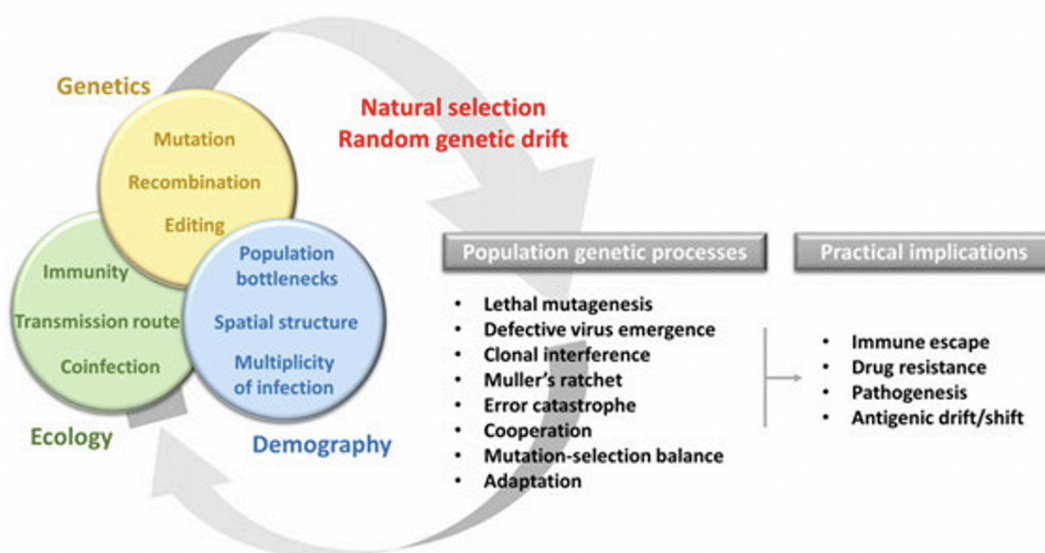 Genetics
Mutation
Recombination
Editing
Immunity
Transmission route
Coinfection
Ecology
Population
bottlenecks
Spatial structure
Multiplicity
of infection
Demography
Natural selection
Random genetic drift
Population genetic processes
• Lethal mutagenesis
• Defective virus emergence
• Clonal interference
• Muller's ratchet
• Error catastrophe
• Cooperation
• Mutation-selection balance
• Adaptation
Practical implications
• Immune escape
• Drug resistance
• Pathogenesis
• Antigenic drift/shift